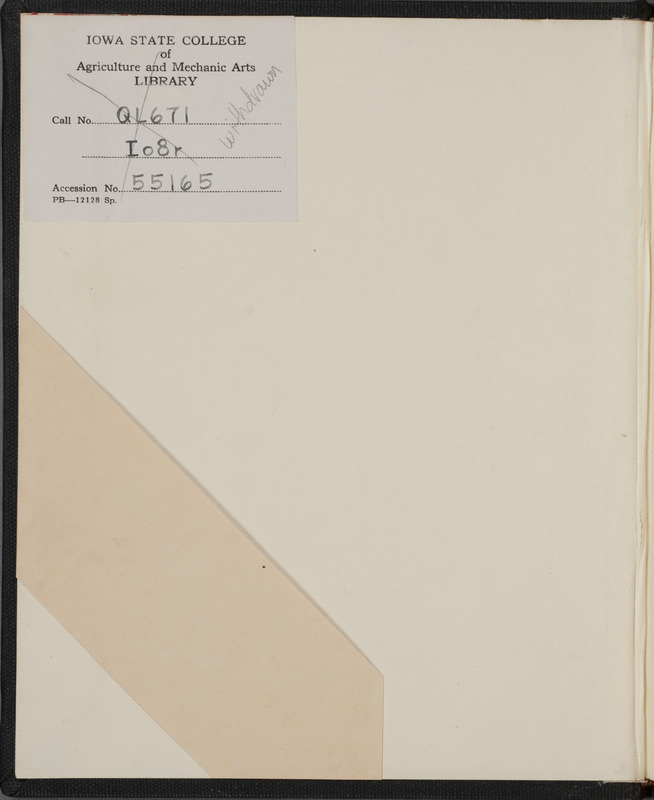 IOWA STATE COLLEGE
of
Agriculture and Mechanic Arts
LIBRARY
Call No. QL671
Io8r
Accession No. 55165
PB—12128 Sp.
withdrawn